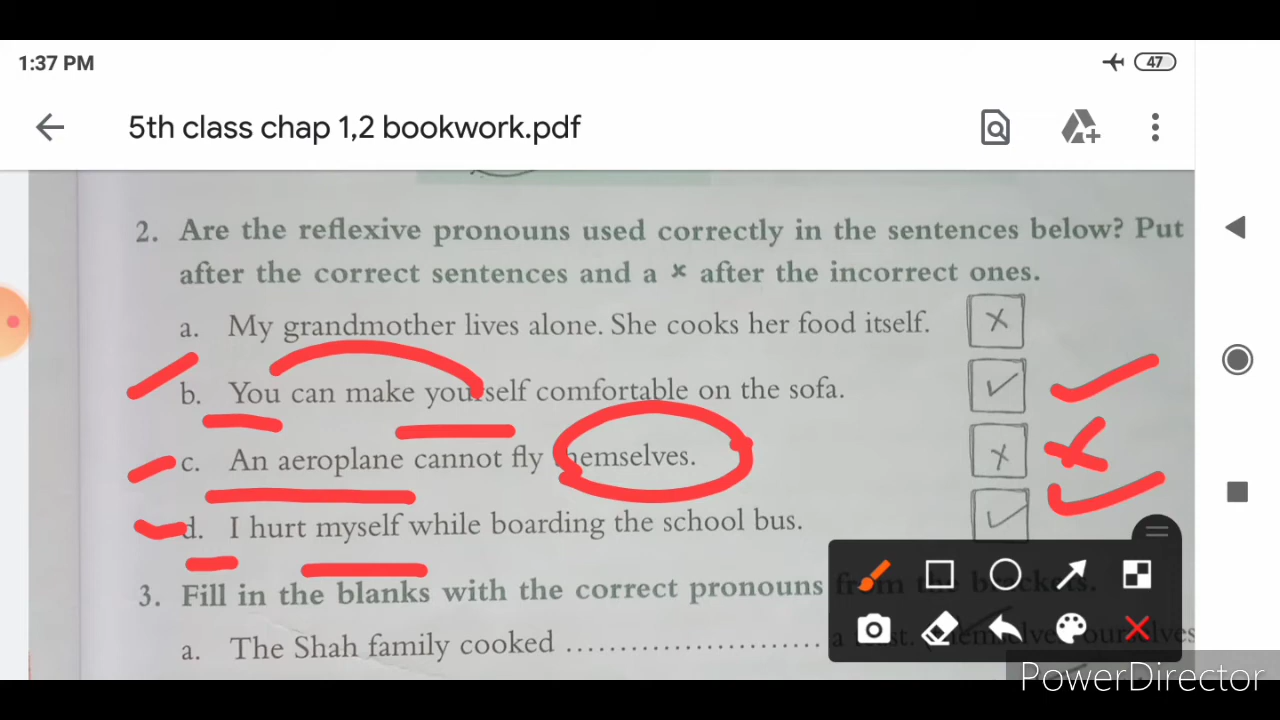 1:37 PM
47
5th class chap 1,2 bookwork.pdf
2. Are the reflexive pronouns used correctly in the sentences below? Put
after the correct sentences and a × after the incorrect ones.
a. My grandmother lives alone. She cooks her food itself. ×
b. You can make yourself comfortable on the sofa. ✓
c. An aeroplane cannot fly themselves. ×
d. I hurt myself while boarding the school bus. ✓
3. Fill in the blanks with the correct pronouns from the brackets.
a. The Shah family cooked ......................
PowerDirector